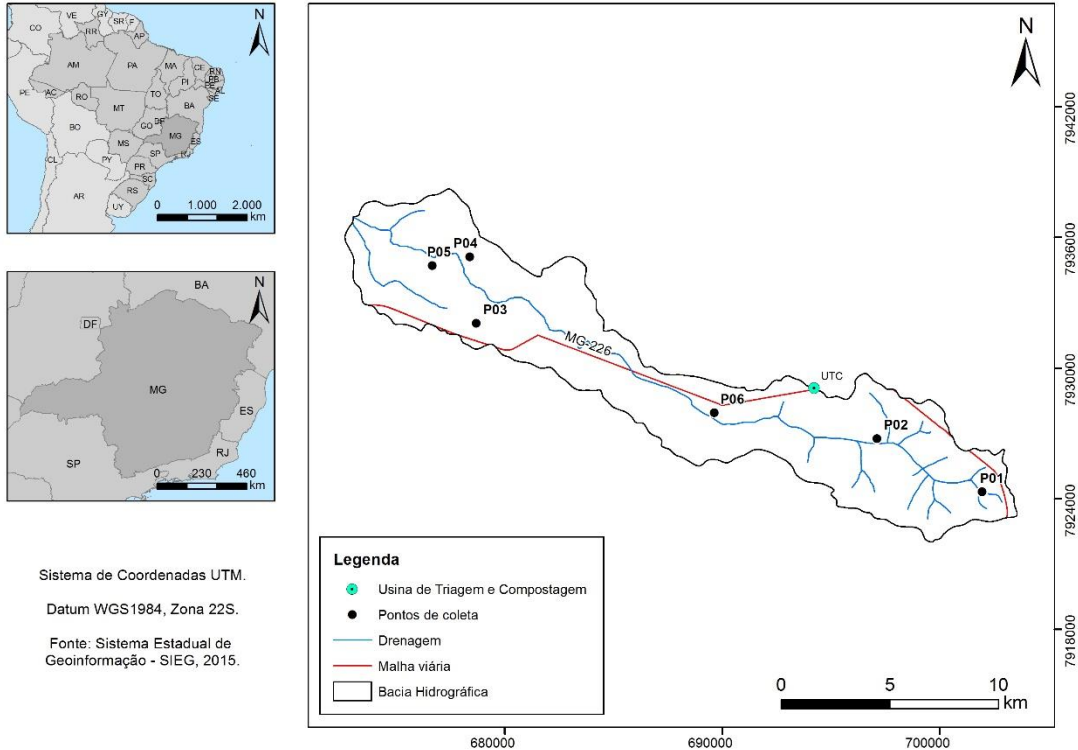 CO
VE
GY
SR
F
RR
AP
AM
PA
MA
CE
RN
PB
PE
AL
SE
PI
PE
AC
RO
TO
MT
BA
BO
DF
GO
MG
ES
MS
SP
RJ
CL
PY
PR
SC
AR
RS
UY
N
0 1.000 2.000
km
BA
N
DF
MG
ES
SP
RJ
0 230 460
km
Sistema de Coordenadas UTM.
Datum WGS1984, Zona 22S.
Fonte: Sistema Estadual de
Geoinformação - SIEG, 2015.
N
P05
P04
P03
MG-226
UTC
P06
P02
P01
Legenda
Usina de Triagem e Compostagem
Pontos de coleta
Drenagem
Malha viária
Bacia Hidrográfica
0 5 10
km
7942000
7936000
7930000
7924000
7918000
680000 690000 700000